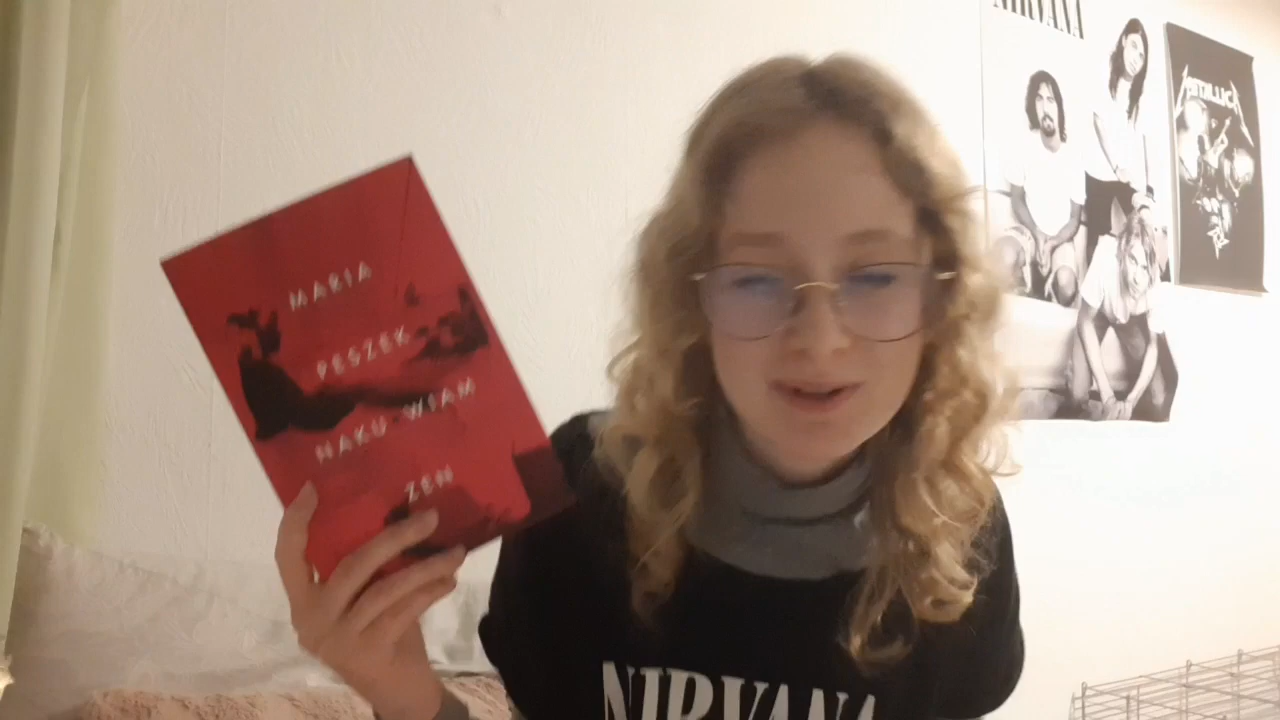 MARIA
PESZEK
NAKU*WIAM
ZEN
NIRVANA
METALLICA
NIRVANA